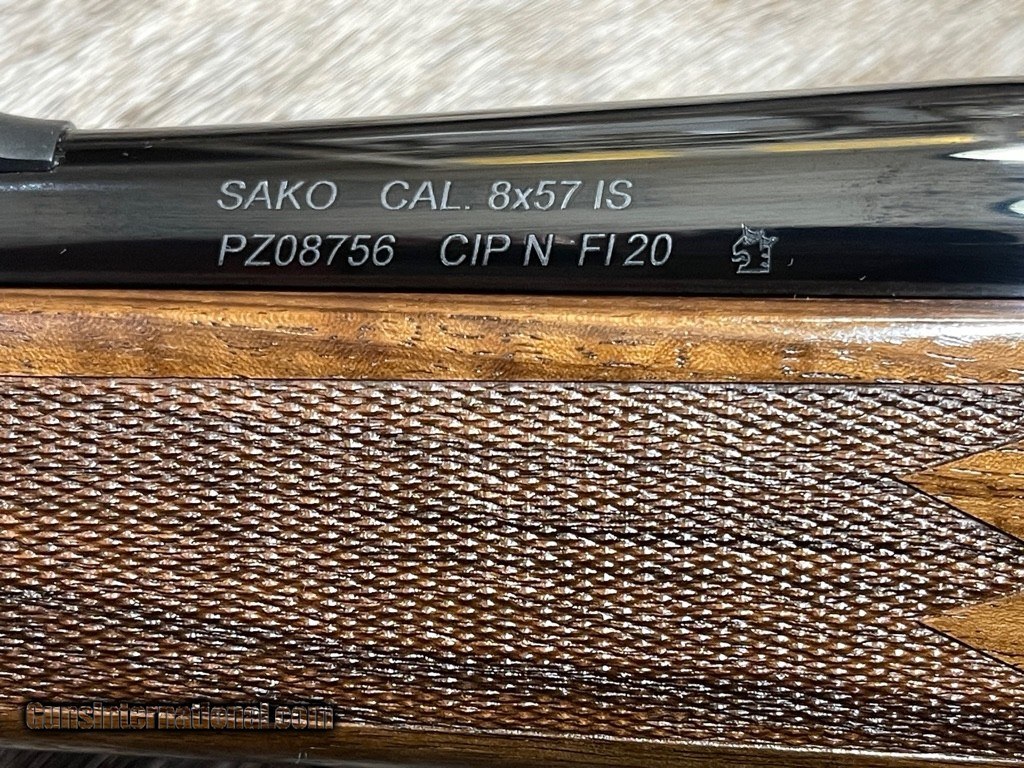 SAKO CAL. 8x57 IS
PZ08756 CIP N FI 20
GunsInternational.com